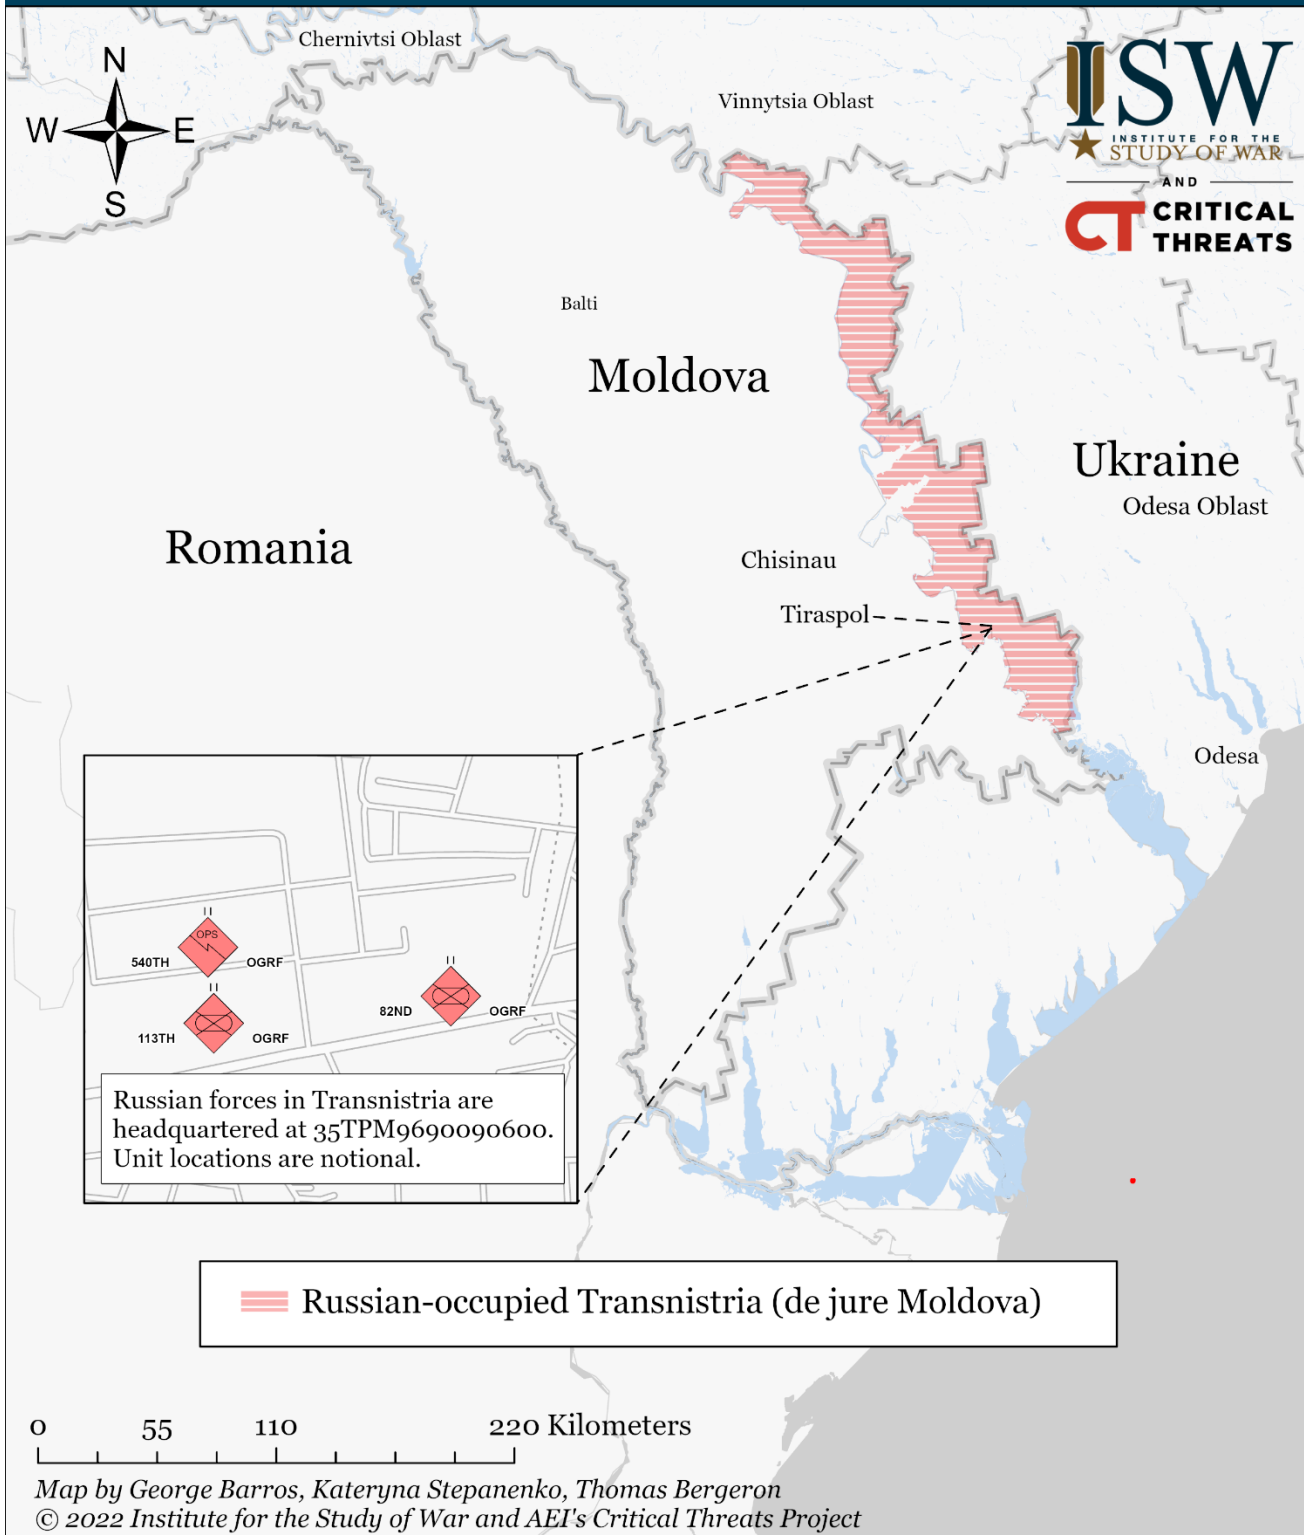 Chernivtsi Oblast
N
W E
S
Vinnytsia Oblast
ISW
INSTITUTE FOR THE
STUDY OF WAR
AND
CT CRITICAL
THREATS
Balti
Moldova
Ukraine
Odesa Oblast
Romania
Chisinau
Tiraspol
Odesa
OPS
540TH OGRF
82ND OGRF
113TH OGRF
Russian forces in Transnistria are
headquartered at 35TPM9690090600.
Unit locations are notional.
Russian-occupied Transnistria (de jure Moldova)
0 55 110 220 Kilometers
Map by George Barros, Kateryna Stepanenko, Thomas Bergeron
© 2022 Institute for the Study of War and AEI's Critical Threats Project